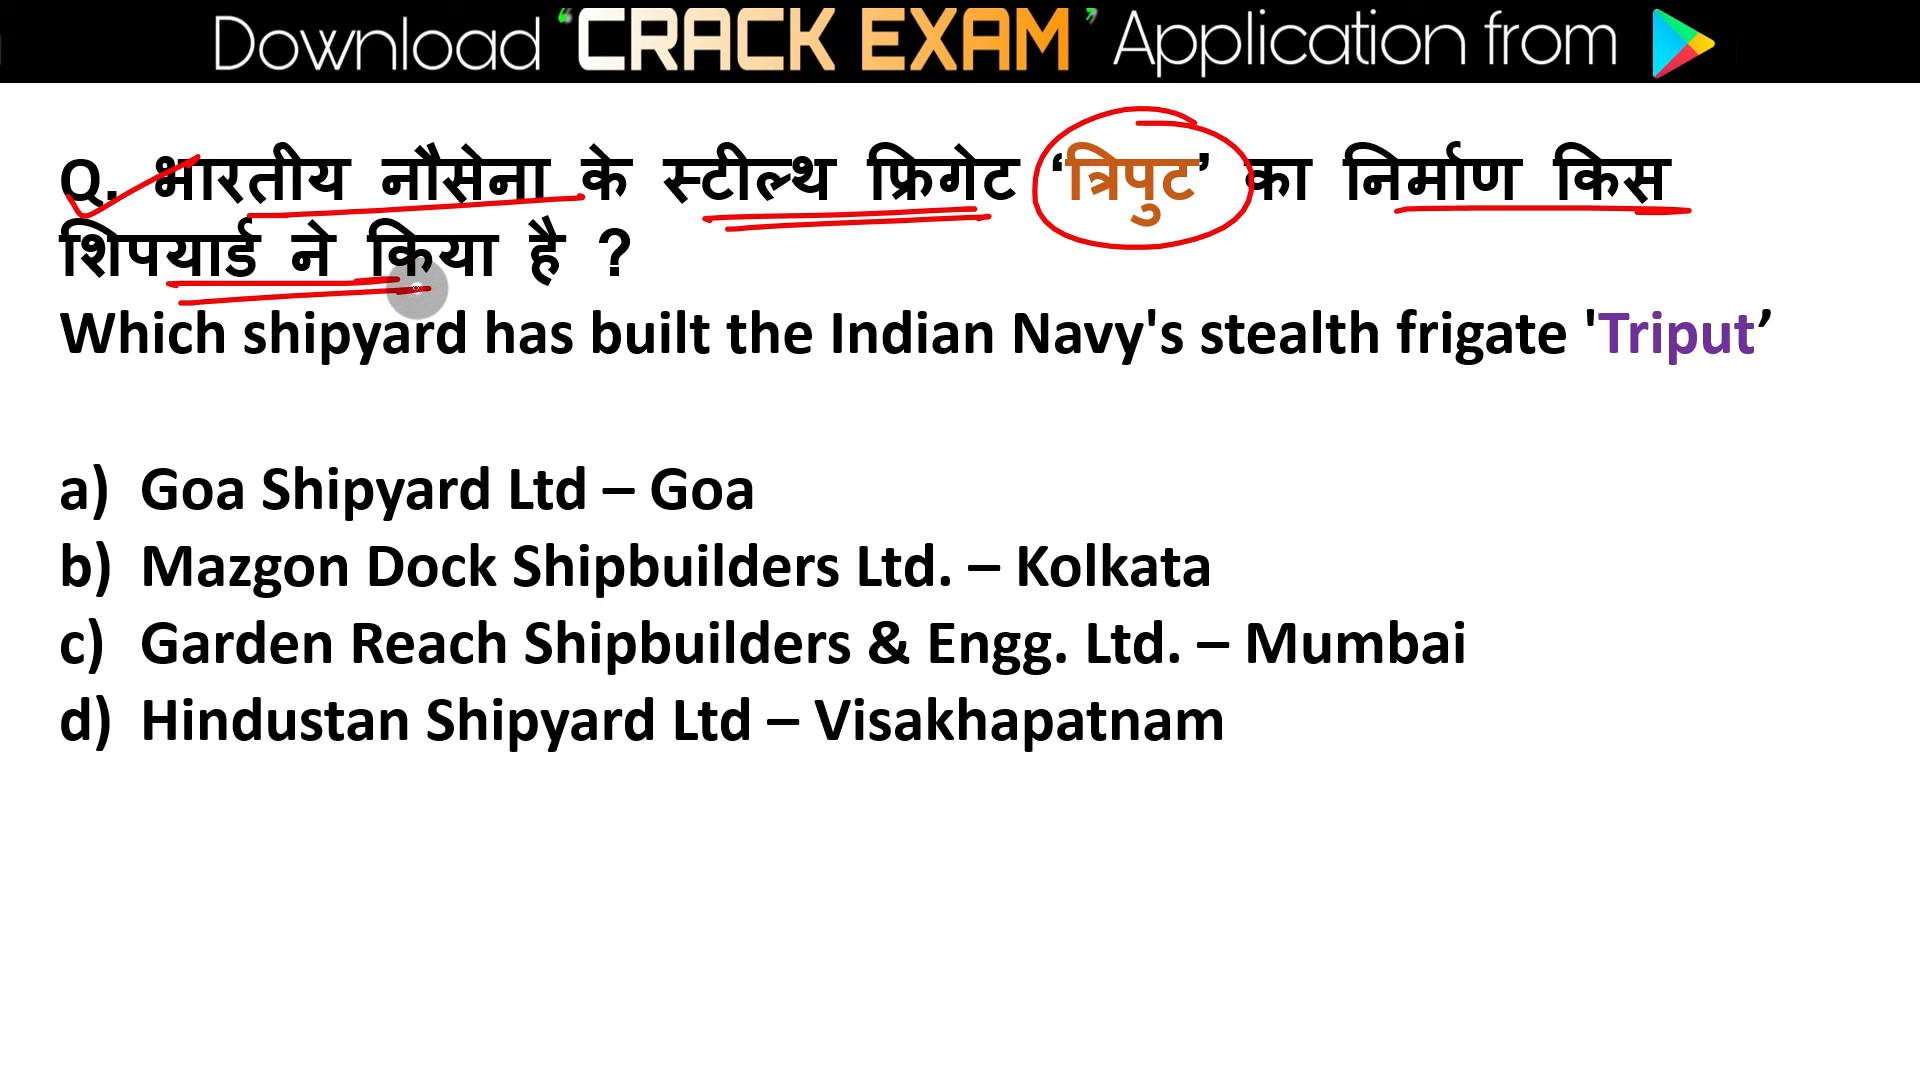 Download ‘CRACK EXAM’ Application from
Q. भारतीय नौसेना के स्टील्थ फ्रिगेट ‘त्रिपुट’ का निर्माण किस
शिपयार्ड ने किया है ?
Which shipyard has built the Indian Navy's stealth frigate 'Triput’
a) Goa Shipyard Ltd – Goa
b) Mazgon Dock Shipbuilders Ltd. – Kolkata
c) Garden Reach Shipbuilders & Engg. Ltd. – Mumbai
d) Hindustan Shipyard Ltd – Visakhapatnam